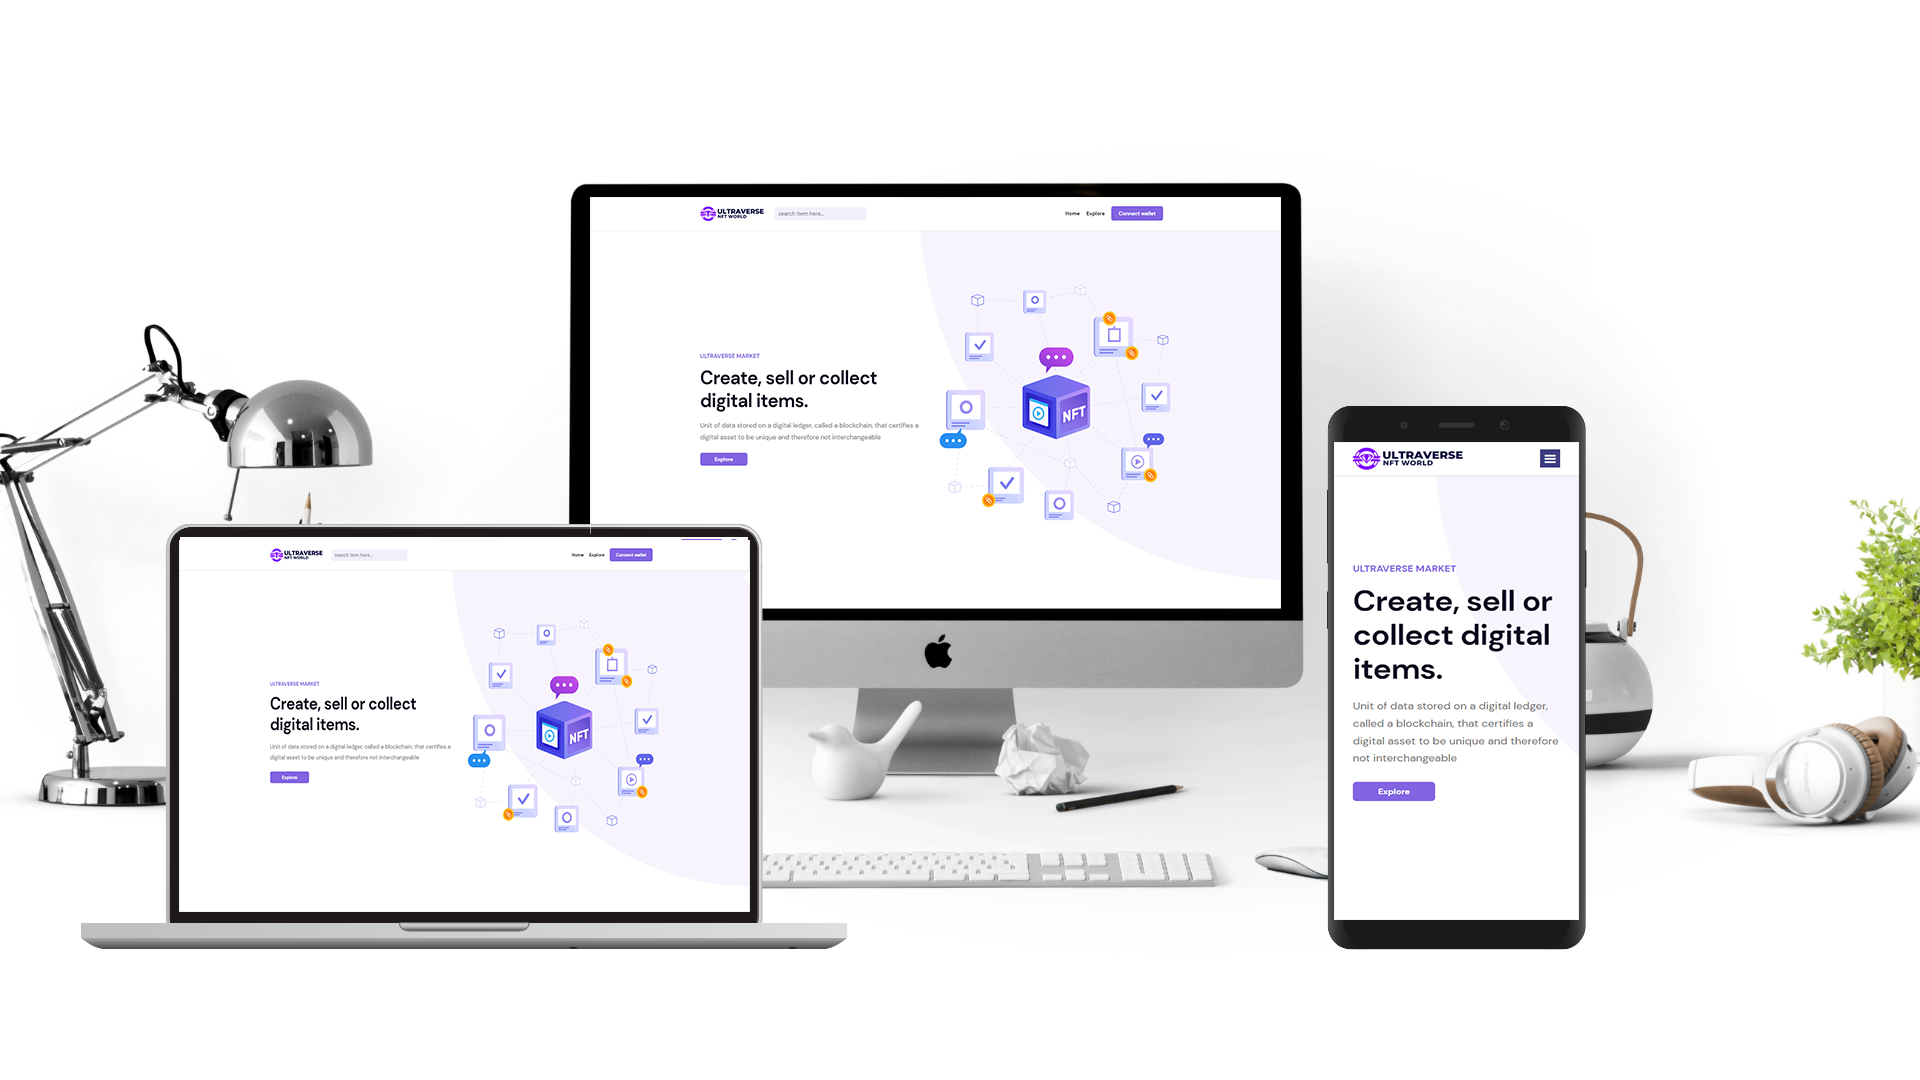 ULTRAVERSE
NFT WORLD
search item here...
Home
Explore
Connect wallet
ULTRAVERSE MARKET
Create, sell or collect
digital items.
Unit of data stored on a digital ledger, called a blockchain, that certifies a
digital asset to be unique and therefore not interchangeable
Explore
NFT
ULTRAVERSE
NFT WORLD
search item here...
Home
Explore
Connect wallet
ULTRAVERSE MARKET
Create, sell or collect
digital items.
Unit of data stored on a digital ledger, called a blockchain, that certifies a
digital asset to be unique and therefore not interchangeable
Explore
NFT
ULTRAVERSE
NFT WORLD
ULTRAVERSE MARKET
Create, sell or
collect digital
items.
Unit of data stored on a digital ledger,
called a blockchain, that certifies a
digital asset to be unique and therefore
not interchangeable
Explore